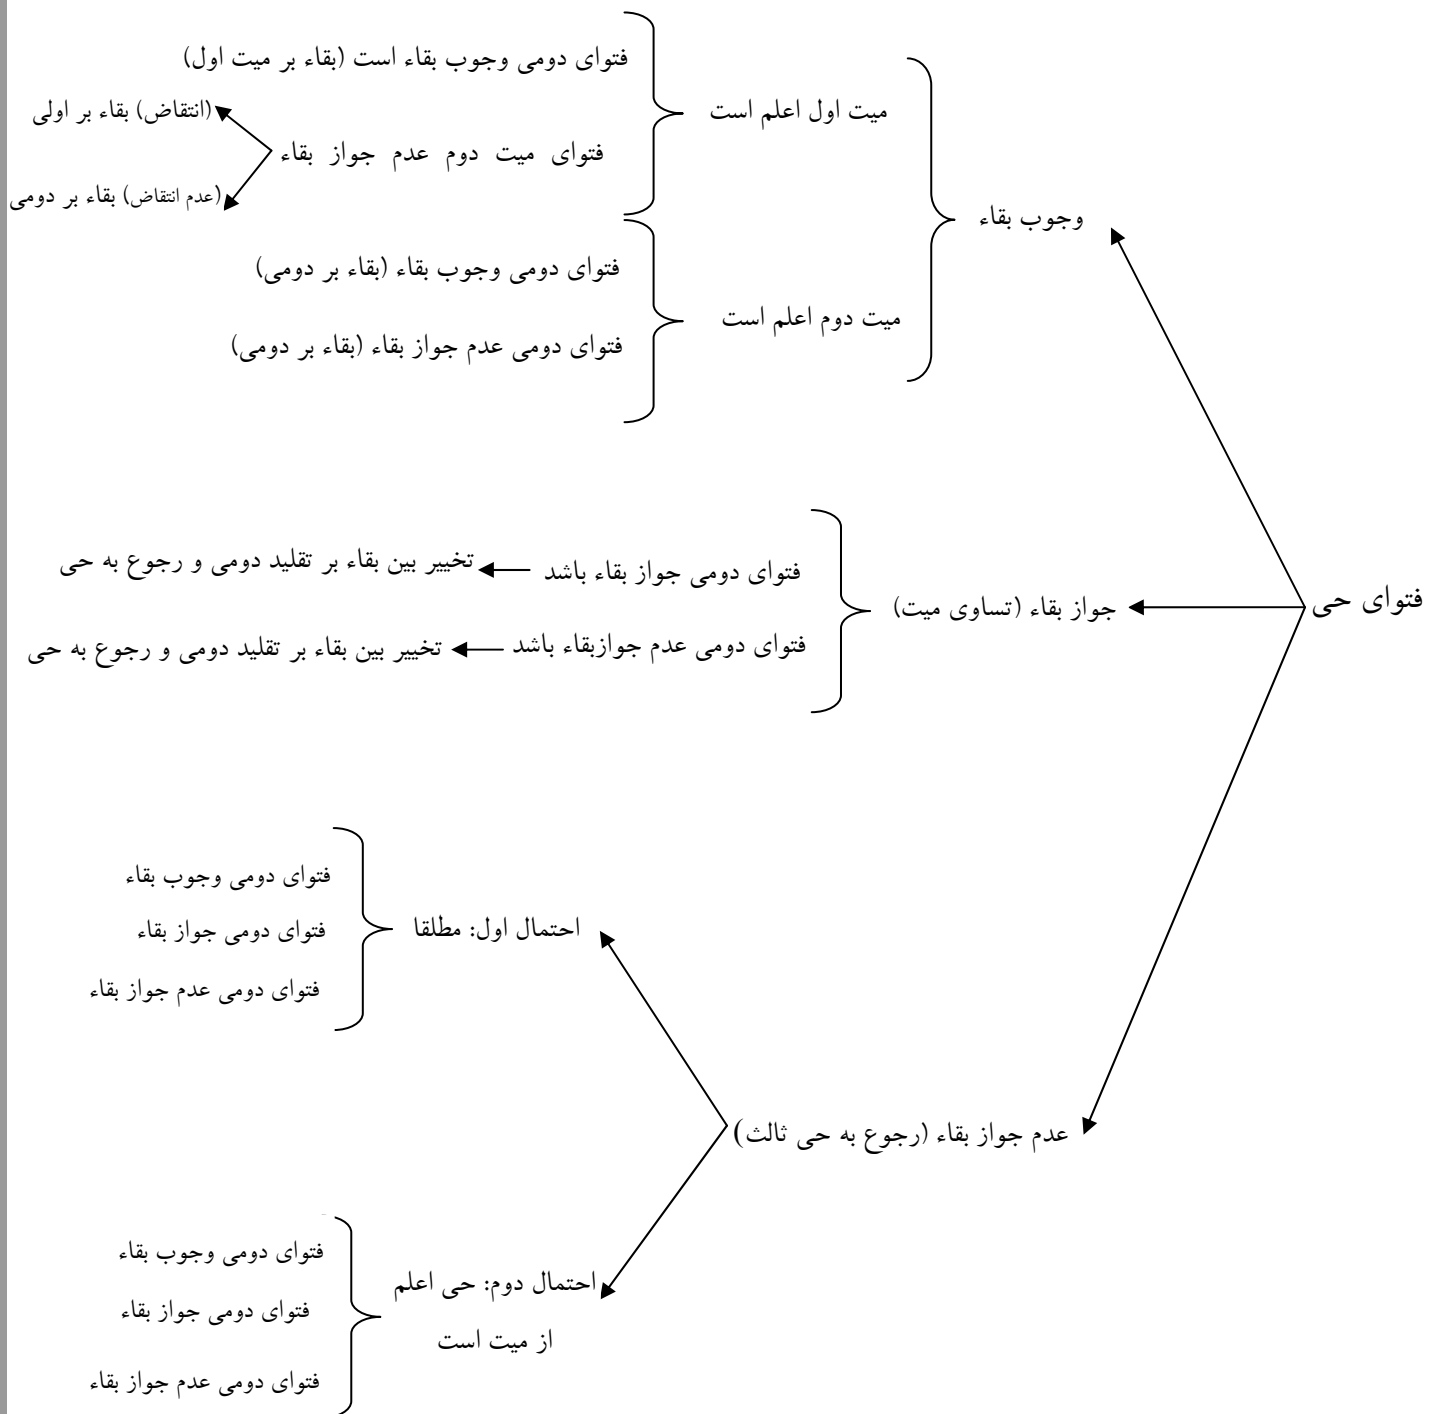 فتوای حی
وجوب بقاء
میت اول اعلم است
فتوای دومی وجوب بقاء است (بقاء بر میت اول)
فتوای میت دوم عدم جواز بقاء
(انتقاض) بقاء بر اولی
(عدم انتقاض) بقاء بر دومی
میت دوم اعلم است
فتوای دومی وجوب بقاء (بقاء بر دومی)
فتوای دومی عدم جواز بقاء (بقاء بر دومی)
جواز بقاء (تساوی میت)
فتوای دومی جواز بقاء باشد
تخییر بین بقاء بر تقلید دومی و رجوع به حی
فتوای دومی عدم جوازبقاء باشد
تخییر بین بقاء بر تقلید دومی و رجوع به حی
عدم جواز بقاء (رجوع به حی ثالث)
احتمال اول: مطلقا
فتوای دومی وجوب بقاء
فتوای دومی جواز بقاء
فتوای دومی عدم جواز بقاء
احتمال دوم: حی اعلم
از میت است
فتوای دومی وجوب بقاء
فتوای دومی جواز بقاء
فتوای دومی عدم جواز بقاء